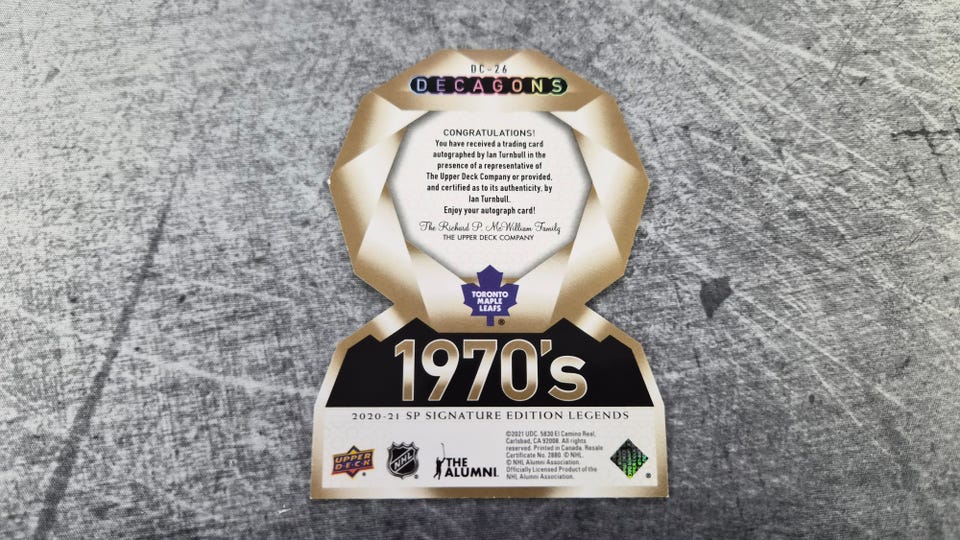 DC-26
DECAGONS
CONGRATULATIONS!
You have received a trading card
autographed by Ian Turnbull in the
presence of a representative of
The Upper Deck Company or provided,
and certified as to its authenticity, by
Ian Turnbull.
Enjoy your autograph card!
The Richard P. McWilliam Family
THE UPPER DECK COMPANY
TORONTO
MAPLE
LEAFS
®
1970's
2020-21 SP SIGNATURE EDITION LEGENDS
©2021 UDC. 5830 El Camino Real,
Carlsbad, CA 92008. All rights
reserved. Printed in Canada. Resale
Certificate No. 2880. © NHL.
© NHL Alumni Association.
Officially Licensed Product of the
NHL Alumni Association.
UPPER
DECK
NHL
THE
ALUMNI